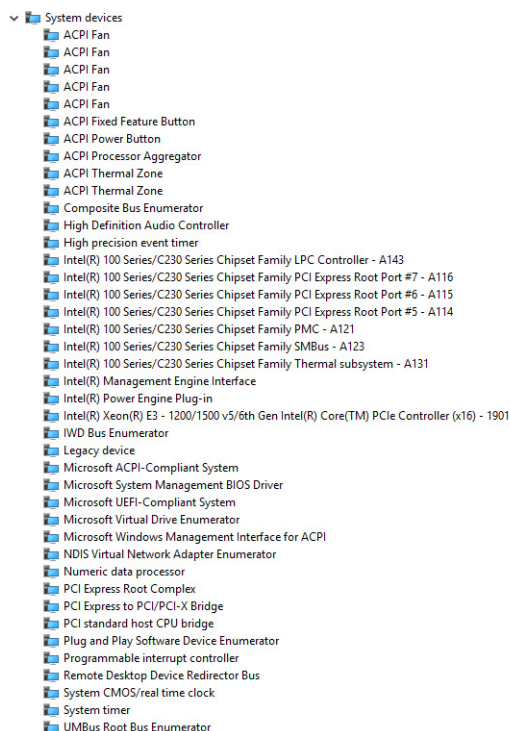 System devices
ACPI Fan
ACPI Fan
ACPI Fan
ACPI Fan
ACPI Fan
ACPI Fixed Feature Button
ACPI Power Button
ACPI Processor Aggregator
ACPI Thermal Zone
ACPI Thermal Zone
Composite Bus Enumerator
High Definition Audio Controller
High precision event timer
Intel(R) 100 Series/C230 Series Chipset Family LPC Controller - A143
Intel(R) 100 Series/C230 Series Chipset Family PCI Express Root Port #7 - A116
Intel(R) 100 Series/C230 Series Chipset Family PCI Express Root Port #6 - A115
Intel(R) 100 Series/C230 Series Chipset Family PCI Express Root Port #5 - A114
Intel(R) 100 Series/C230 Series Chipset Family PMC - A121
Intel(R) 100 Series/C230 Series Chipset Family SMBus - A123
Intel(R) 100 Series/C230 Series Chipset Family Thermal subsystem - A131
Intel(R) Management Engine Interface
Intel(R) Power Engine Plug-in
Intel(R) Xeon(R) E3 - 1200/1500 v5/6th Gen Intel(R) Core(TM) PCIe Controller (x16) - 1901
IWD Bus Enumerator
Legacy device
Microsoft ACPI-Compliant System
Microsoft System Management BIOS Driver
Microsoft UEFI-Compliant System
Microsoft Virtual Drive Enumerator
Microsoft Windows Management Interface for ACPI
NDIS Virtual Network Adapter Enumerator
Numeric data processor
PCI Express Root Complex
PCI Express to PCI/PCI-X Bridge
PCI standard host CPU bridge
Plug and Play Software Device Enumerator
Programmable interrupt controller
Remote Desktop Device Redirector Bus
System CMOS/real time clock
System timer
UMBus Root Bus Enumerator